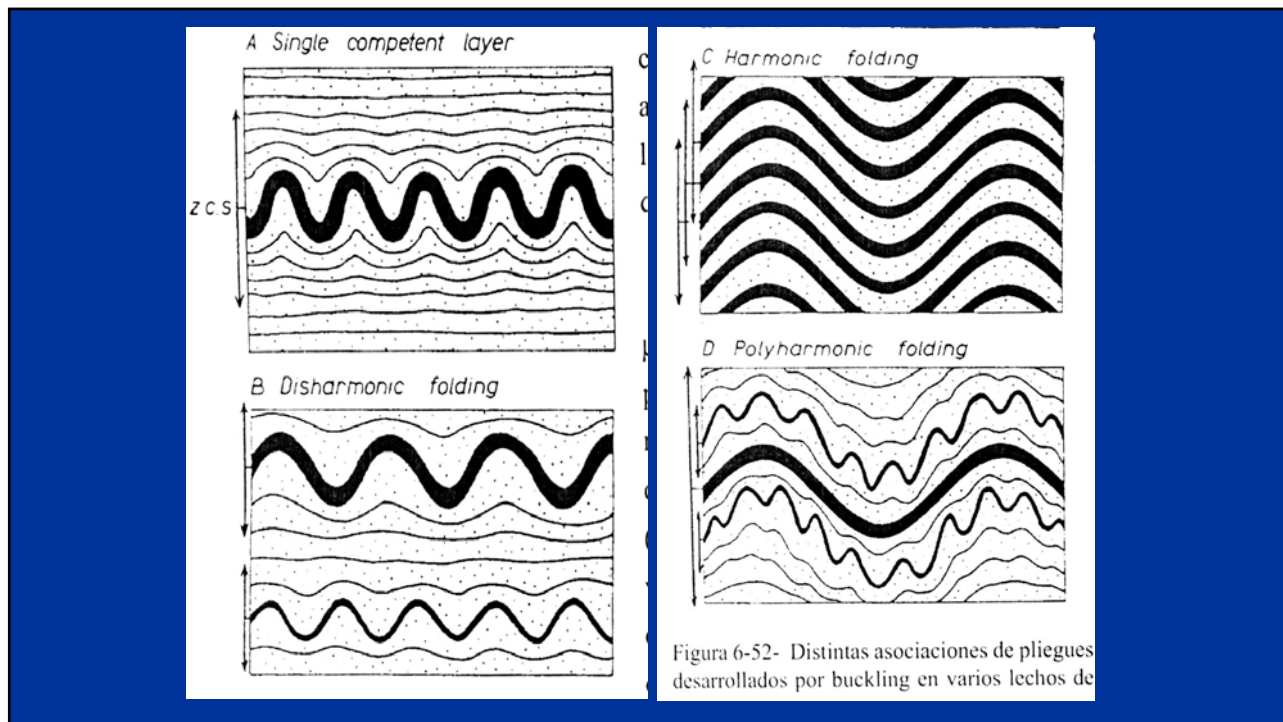 A Single competent layer
Z C.S
B Disharmonic folding
C Harmonic folding
D Polyharmonic folding
Figura 6-52- Distintas asociaciones de pliegues
desarrollados por buckling en varios lechos de